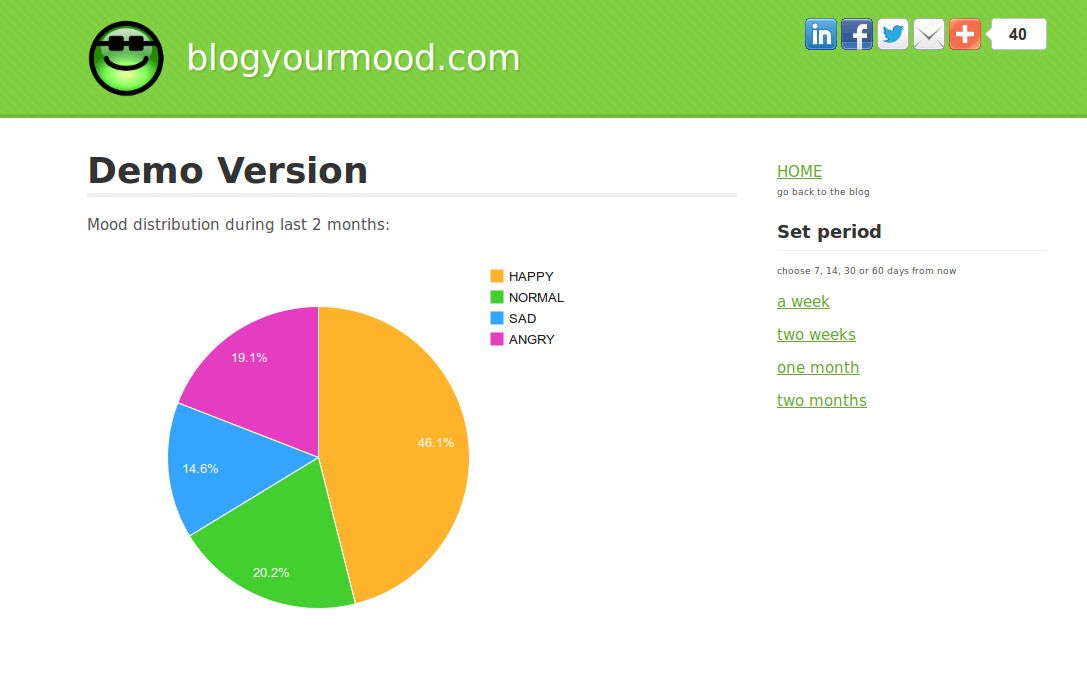 blogyourmood.com
in f 40
Demo Version
Mood distribution during last 2 months:
HAPPY
NORMAL
SAD
ANGRY
19.1%
46.1%
14.6%
20.2%
HOME
go back to the blog
Set period
choose 7, 14, 30 or 60 days from now
a week
two weeks
one month
two months